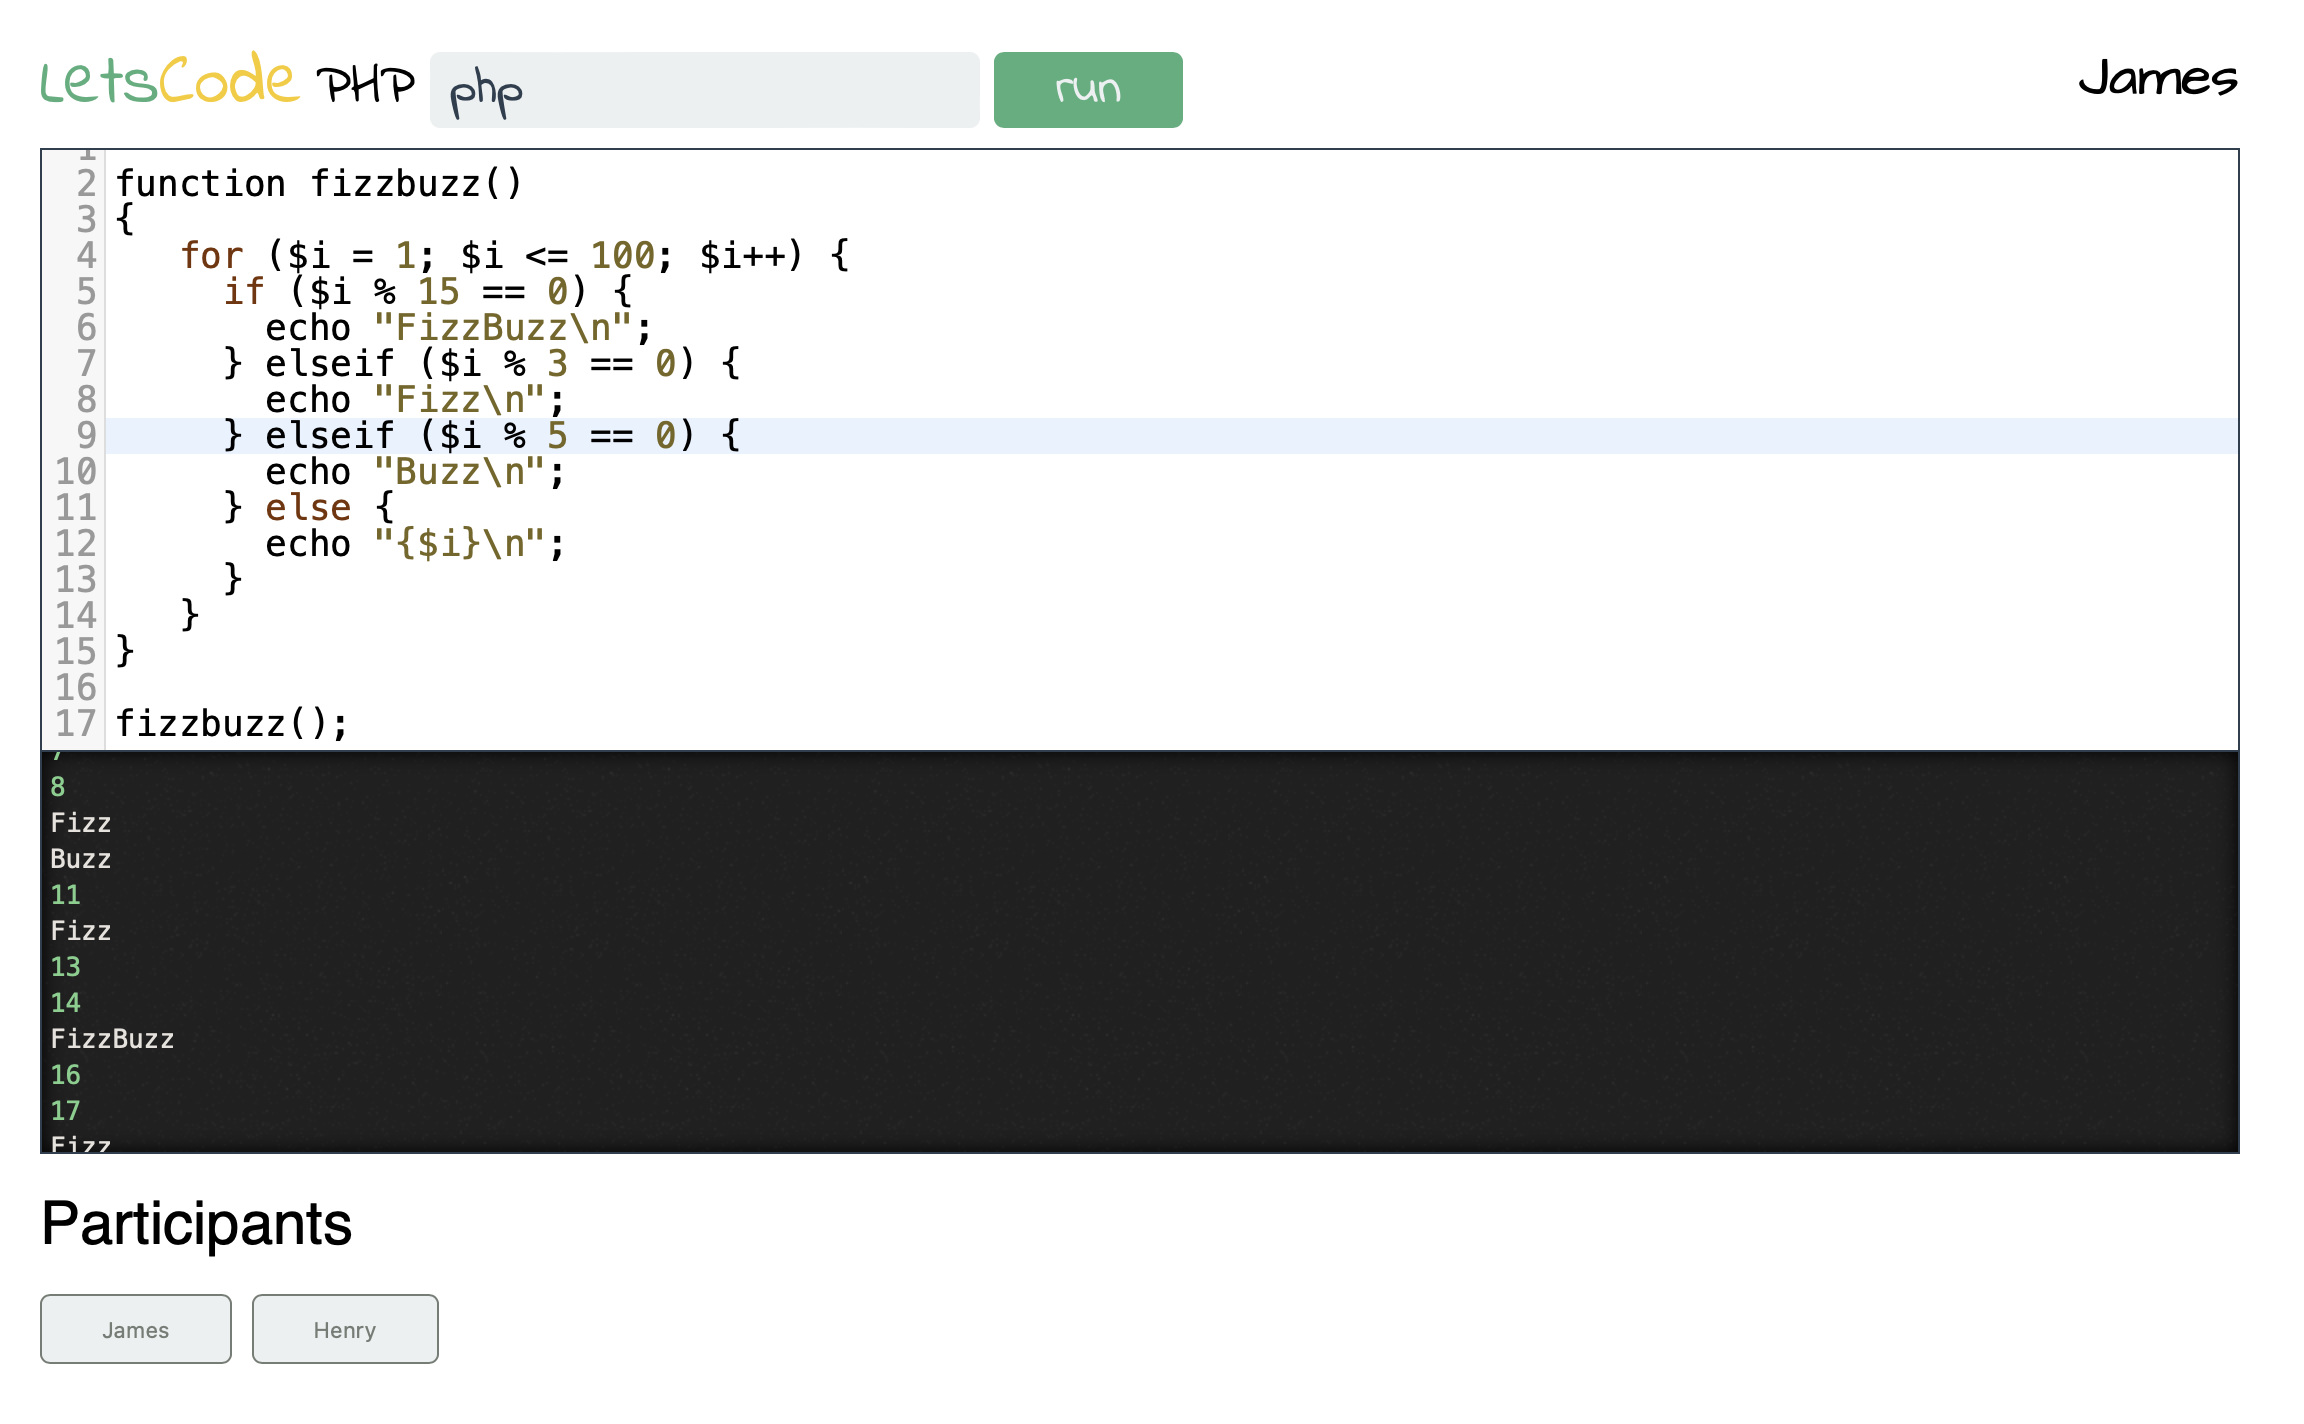 LetsCode PHP php run James
1
2 function fizzbuzz()
3 {
4 for ($i = 1; $i <= 100; $i++) {
5 if ($i % 15 == 0) {
6 echo "FizzBuzz\n";
7 } elseif ($i % 3 == 0) {
8 echo "Fizz\n";
9 } elseif ($i % 5 == 0) {
10 echo "Buzz\n";
11 } else {
12 echo "{$i}\n";
13 }
14 }
15 }
16
17 fizzbuzz();
7
8
Fizz
Buzz
11
Fizz
13
14
FizzBuzz
16
17
Fizz
Participants
James Henry